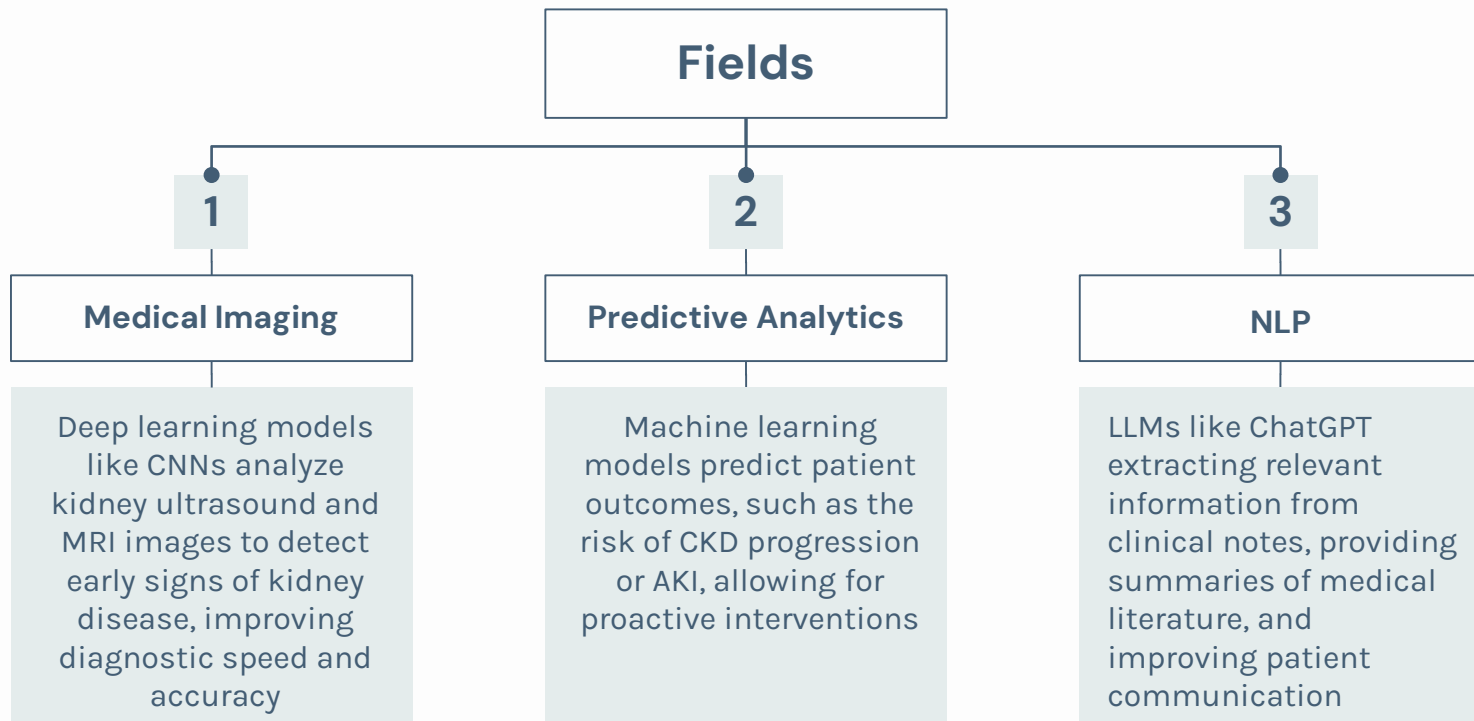 Fields
1
Medical Imaging
Deep learning models
like CNNs analyze
kidney ultrasound and
MRI images to detect
early signs of kidney
disease, improving
diagnostic speed and
accuracy
2
Predictive Analytics
Machine learning
models predict patient
outcomes, such as the
risk of CKD progression
or AKI, allowing for
proactive interventions
3
NLP
LLMs like ChatGPT
extracting relevant
information from
clinical notes, providing
summaries of medical
literature, and
improving patient
communication